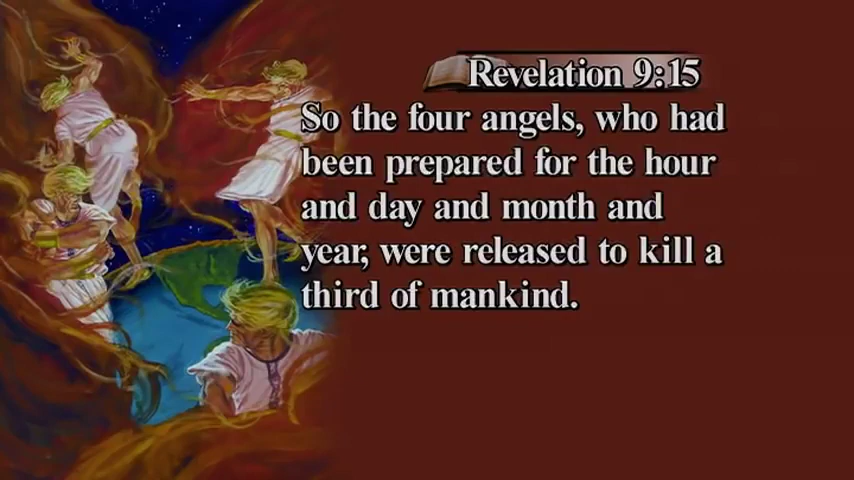 Revelation 9:15
So the four angels, who had
been prepared for the hour
and day and month and
year, were released to kill a
third of mankind.